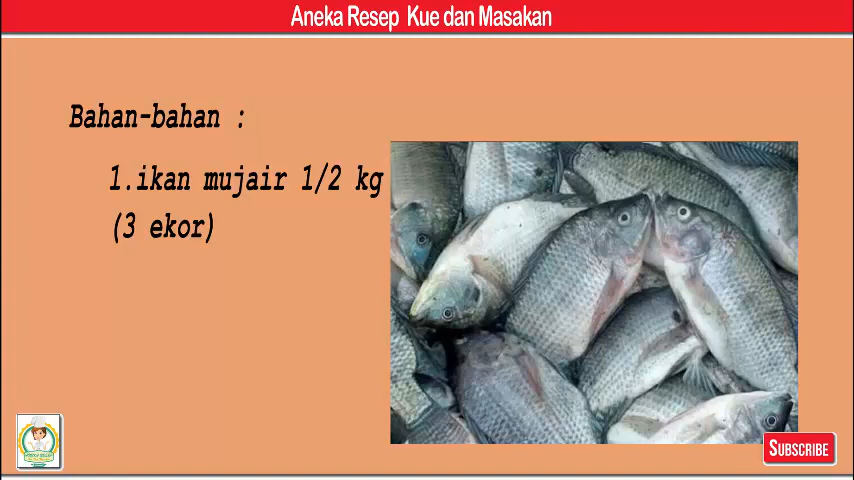 Aneka Resep Kue dan Masakan
Bahan-bahan :
1.ikan mujair 1/2 kg
(3 ekor)
SUBSCRIBE